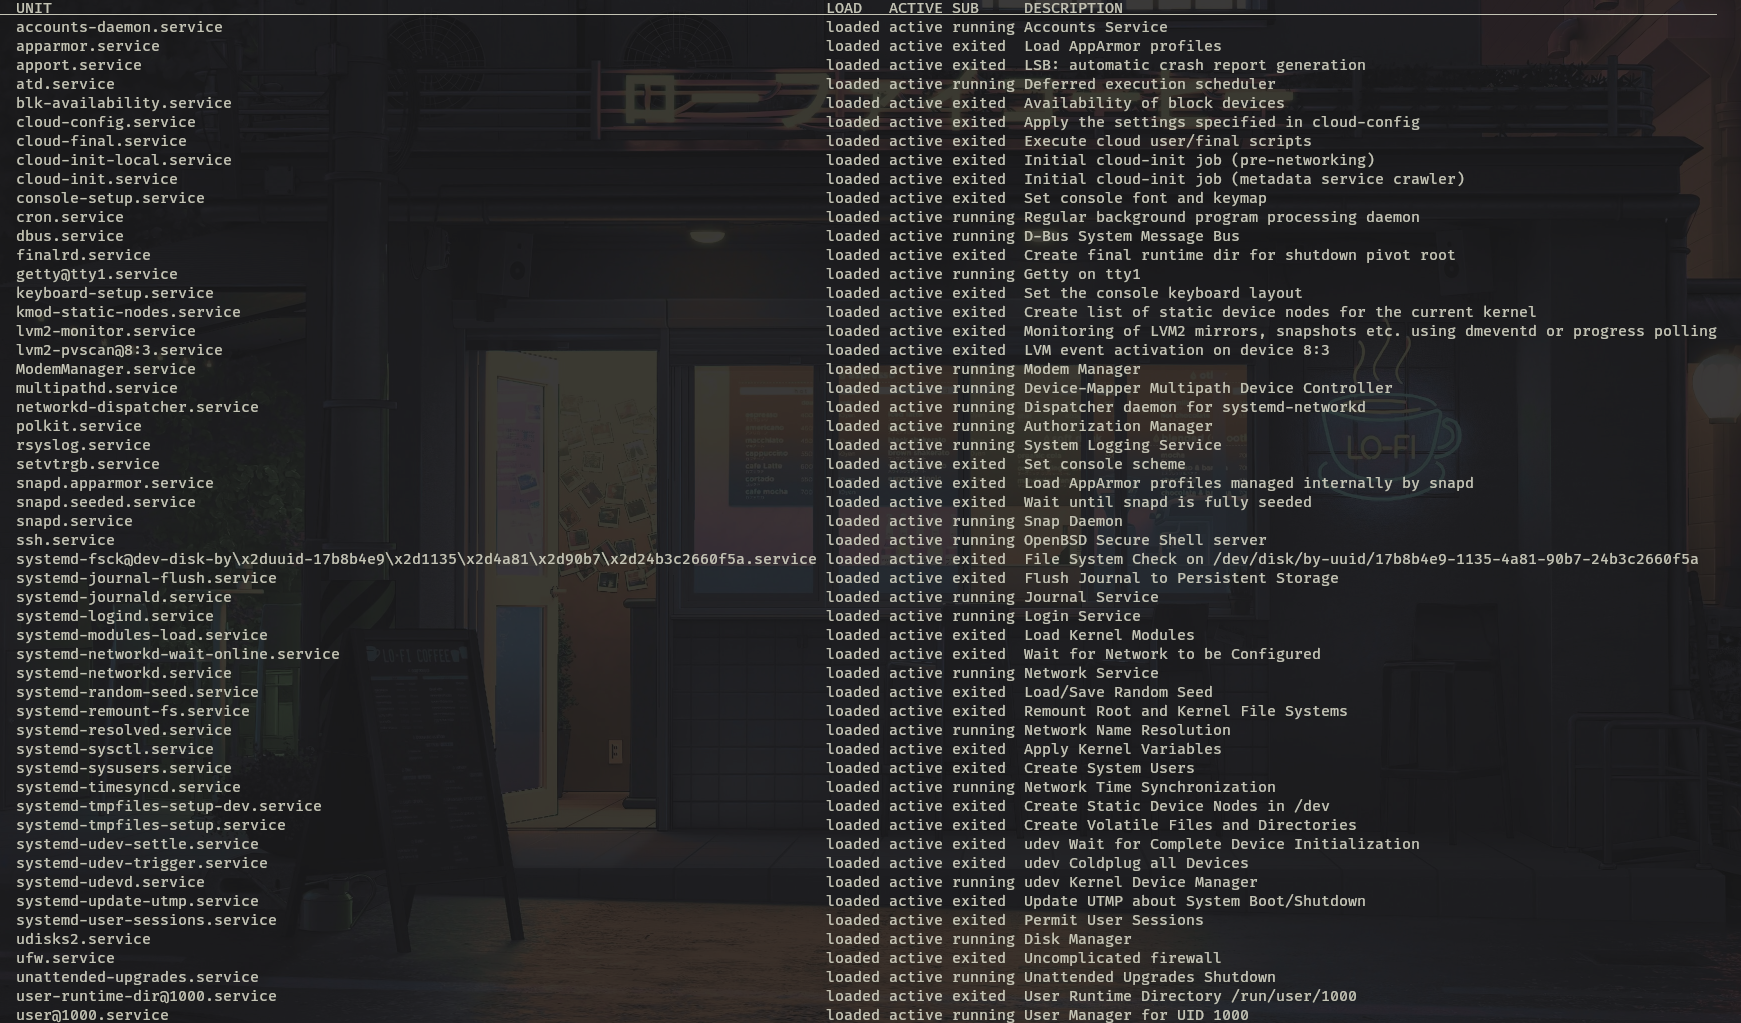 UNIT LOAD ACTIVE SUB DESCRIPTION
accounts-daemon.service loaded active running Accounts Service
apparmor.service loaded active exited Load AppArmor profiles
apport.service loaded active exited LSB: automatic crash report generation
atd.service loaded active running Deferred execution scheduler
blk-availability.service loaded active exited Availability of block devices
cloud-config.service loaded active exited Apply the settings specified in cloud-config
cloud-final.service loaded active exited Execute cloud user/final scripts
cloud-init-local.service loaded active exited Initial cloud-init job (pre-networking)
cloud-init.service loaded active exited Initial cloud-init job (metadata service crawler)
console-setup.service loaded active exited Set console font and keymap
cron.service loaded active running Regular background program processing daemon
dbus.service loaded active running D-Bus System Message Bus
finalrd.service loaded active exited Create final runtime dir for shutdown pivot root
getty@tty1.service loaded active running Getty on tty1
keyboard-setup.service loaded active exited Set the console keyboard layout
kmod-static-nodes.service loaded active exited Create list of static device nodes for the current kernel
lvm2-monitor.service loaded active exited Monitoring of LVM2 mirrors, snapshots etc. using dmeventd or progress polling
lvm2-pvscan@8:3.service loaded active exited LVM event activation on device 8:3
ModemManager.service loaded active running Modem Manager
multipathd.service loaded active running Device-Mapper Multipath Device Controller
networkd-dispatcher.service loaded active running Dispatcher daemon for systemd-networkd
polkit.service loaded active running Authorization Manager
rsyslog.service loaded active running System Logging Service
setvtrgb.service loaded active exited Set console scheme
snapd.apparmor.service loaded active exited Load AppArmor profiles managed internally by snapd
snapd.seeded.service loaded active exited Wait until snapd is fully seeded
snapd.service loaded active running Snap Daemon
ssh.service loaded active running OpenBSD Secure Shell server
systemd-fsck@dev-disk-by\x2duuid-17b8b4e9\x2d1135\x2d4a81\x2d90b7\x2d24b3c2660f5a.service loaded active exited File System Check on /dev/disk/by-uuid/17b8b4e9-1135-4a81-90b7-24b3c2660f5a
systemd-journal-flush.service loaded active exited Flush Journal to Persistent Storage
systemd-journald.service loaded active running Journal Service
systemd-logind.service loaded active running Login Service
systemd-modules-load.service loaded active exited Load Kernel Modules
systemd-networkd-wait-online.service loaded active exited Wait for Network to be Configured
systemd-networkd.service loaded active running Network Service
systemd-random-seed.service loaded active exited Load/Save Random Seed
systemd-remount-fs.service loaded active exited Remount Root and Kernel File Systems
systemd-resolved.service loaded active running Network Name Resolution
systemd-sysctl.service loaded active exited Apply Kernel Variables
systemd-sysusers.service loaded active exited Create System Users
systemd-timesyncd.service loaded active running Network Time Synchronization
systemd-tmpfiles-setup-dev.service loaded active exited Create Static Device Nodes in /dev
systemd-tmpfiles-setup.service loaded active exited Create Volatile Files and Directories
systemd-udev-settle.service loaded active exited udev Wait for Complete Device Initialization
systemd-udev-trigger.service loaded active exited udev Coldplug all Devices
systemd-udevd.service loaded active running udev Kernel Device Manager
systemd-update-utmp.service loaded active exited Update UTMP about System Boot/Shutdown
systemd-user-sessions.service loaded active exited Permit User Sessions
udisks2.service loaded active running Disk Manager
ufw.service loaded active exited Uncomplicated firewall
unattended-upgrades.service loaded active running Unattended Upgrades Shutdown
user-runtime-dir@1000.service loaded active exited User Runtime Directory /run/user/1000
user@1000.service loaded active running User Manager for UID 1000
LO-FI
LO-FI COFFEE